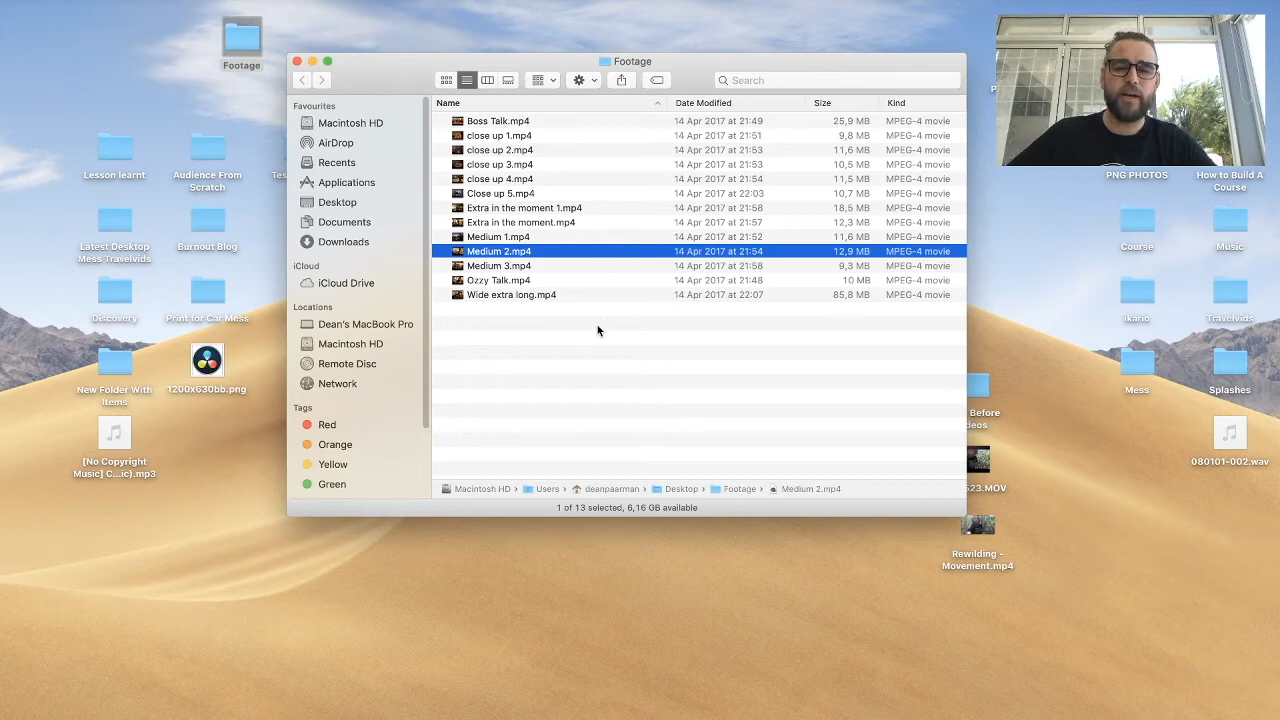 Footage
Footage
Search
Favourites
Macintosh HD
AirDrop
Recents
Applications
Desktop
Documents
Downloads
iCloud
iCloud Drive
Locations
Dean's MacBook Pro
Macintosh HD
Remote Disc
Network
Tags
Red
Orange
Yellow
Green
Name Date Modified Size Kind
Boss Talk.mp4 14 Apr 2017 at 21:49 25,9 MB MPEG-4 movie
close up 1.mp4 14 Apr 2017 at 21:51 9,8 MB MPEG-4 movie
close up 2.mp4 14 Apr 2017 at 21:53 11,6 MB MPEG-4 movie
close up 3.mp4 14 Apr 2017 at 21:53 10,5 MB MPEG-4 movie
close up 4.mp4 14 Apr 2017 at 21:54 11,5 MB MPEG-4 movie
Close up 5.mp4 14 Apr 2017 at 22:03 10,7 MB MPEG-4 movie
Extra in the moment 1.mp4 14 Apr 2017 at 21:58 18,5 MB MPEG-4 movie
Extra in the moment.mp4 14 Apr 2017 at 21:57 12,3 MB MPEG-4 movie
Medium 1.mp4 14 Apr 2017 at 21:52 11,6 MB MPEG-4 movie
Medium 2.mp4 14 Apr 2017 at 21:54 12,9 MB MPEG-4 movie
Medium 3.mp4 14 Apr 2017 at 21:58 9,3 MB MPEG-4 movie
Ozzy Talk.mp4 14 Apr 2017 at 21:48 10 MB MPEG-4 movie
Wide extra long.mp4 14 Apr 2017 at 22:07 85,8 MB MPEG-4 movie
Macintosh HD › Users › deanpaarman › Desktop › Footage › Medium 2.mp4
1 of 13 selected, 6,16 GB available
Lesson learnt
Audience From
Scratch
Latest Desktop
Mess Travelvids
Burnout Blog
Discovery
Print for Car Mess
New Folder With
Items
1200x630bb.png
[No Copyright
Music] C...ic).mp3
PNG PHOTOS
How to Build A
Course
Course
Music
ikario
Travelvids
Mess
Splashes
Before
080101-002.wav
523.MOV
Rewilding -
Movement.mp4